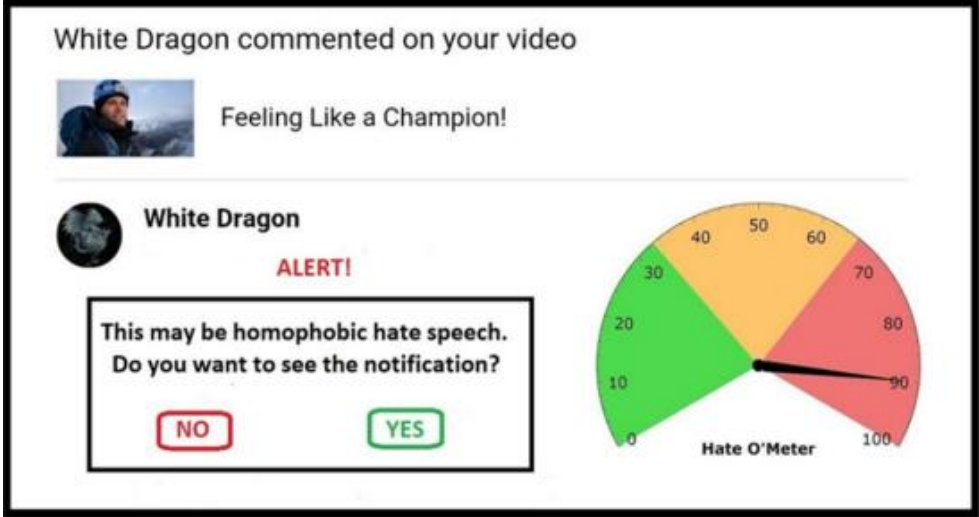 White Dragon commented on your video
Feeling Like a Champion!
White Dragon
ALERT!
This may be homophobic hate speech.
Do you want to see the notification?
NO
YES
0
10
20
30
40
50
60
70
80
90
100
Hate O'Meter